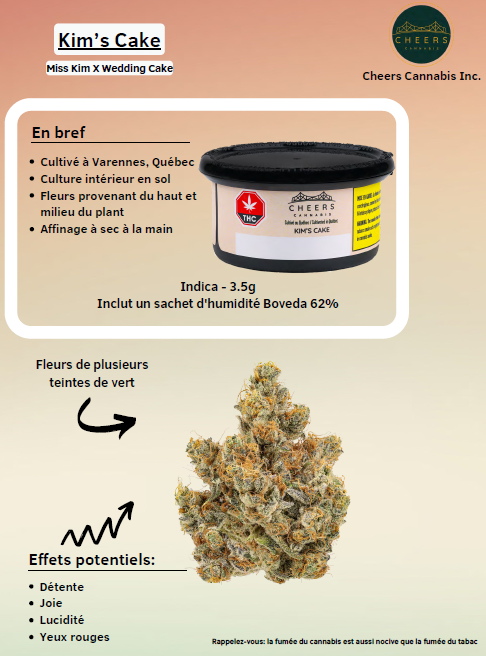 Kim's Cake
Miss Kim X Wedding Cake
CHEERS
CANNABIS
Cheers Cannabis Inc.
En bref
Cultivé à Varennes, Québec
Culture intérieur en sol
Fleurs provenant du haut et
milieu du plant
Affinage à sec à la main
THC
CHEERS
CANNABIS
KIM'S CAKE
Indica - 3.5g
Inclut un sachet d'humidité Boveda 62%
Fleurs de plusieurs
teintes de vert
Effets potentiels:
Détente
Joie
Lucidité
Yeux rouges
Rappelez-vous: la fumée du cannabis est aussi nocive que la fumée du tabac